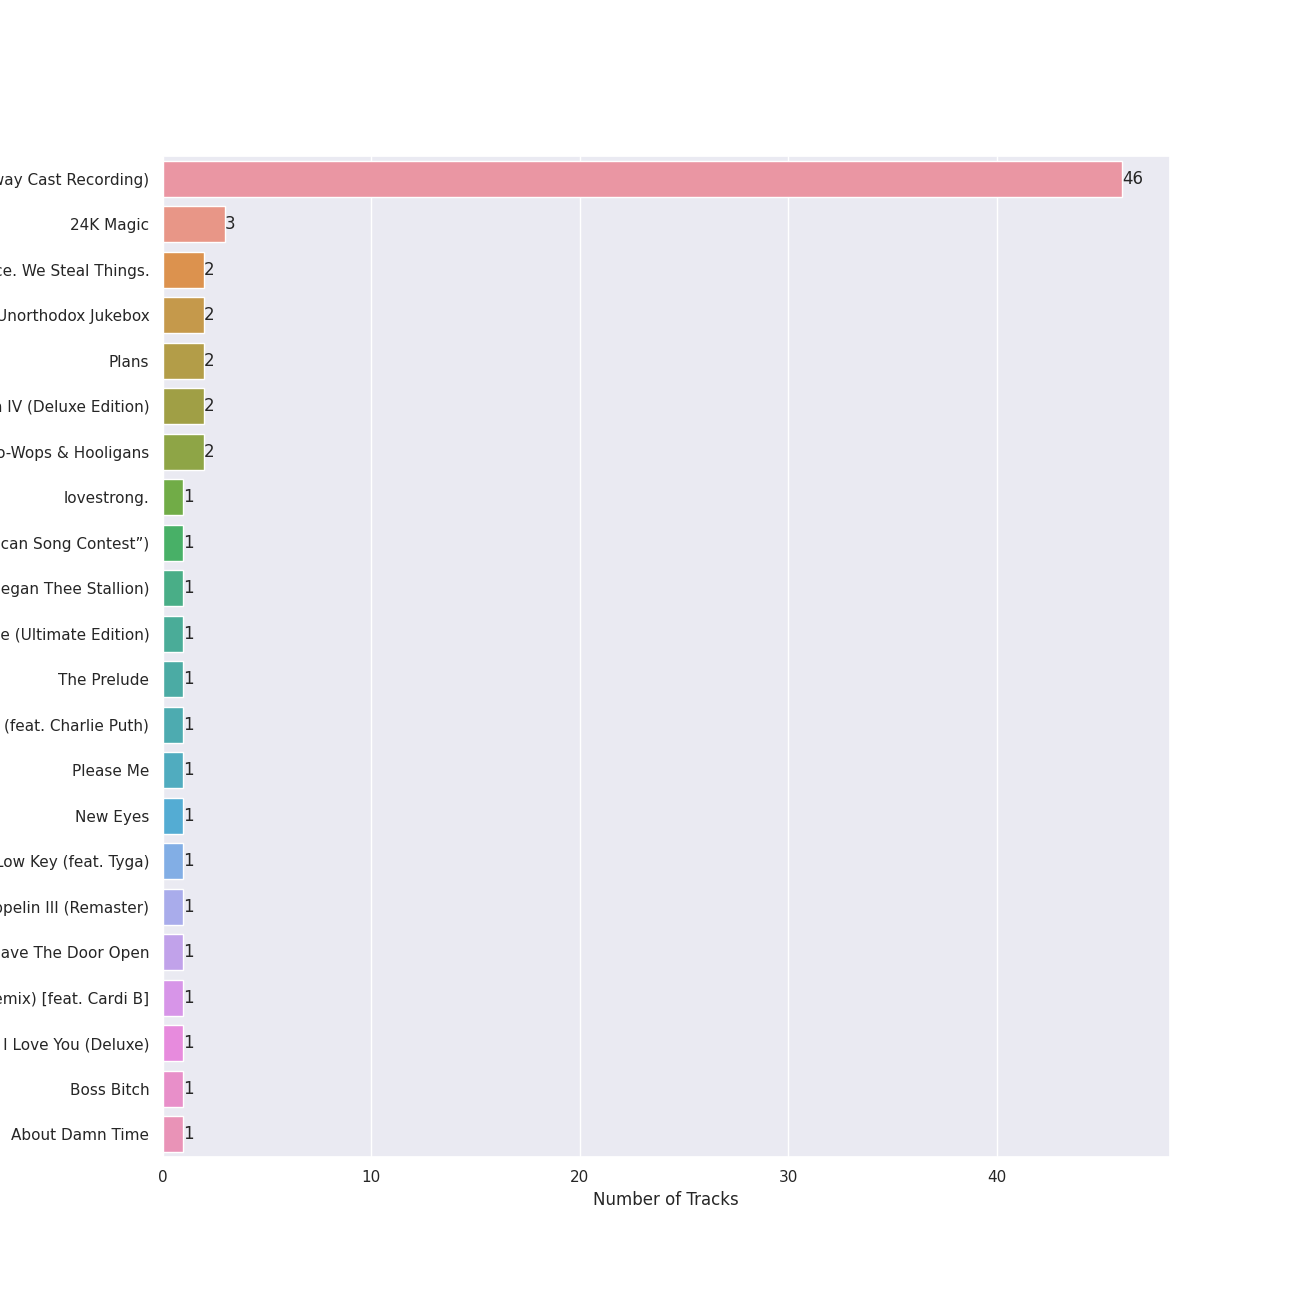 way Cast Recording)
46
24K Magic
3
ce. We Steal Things.
2
Unorthodox Jukebox
2
Plans
2
IV (Deluxe Edition)
2
o-Wops & Hooligans
2
lovestrong.
1
can Song Contest”)
1
egan Thee Stallion)
1
e (Ultimate Edition)
1
The Prelude
1
(feat. Charlie Puth)
1
Please Me
1
New Eyes
1
Low Key (feat. Tyga)
1
ppelin III (Remaster)
1
ave The Door Open
1
emix) [feat. Cardi B]
1
I Love You (Deluxe)
1
Boss Bitch
1
About Damn Time
1
0 10 20 30 40
Number of Tracks